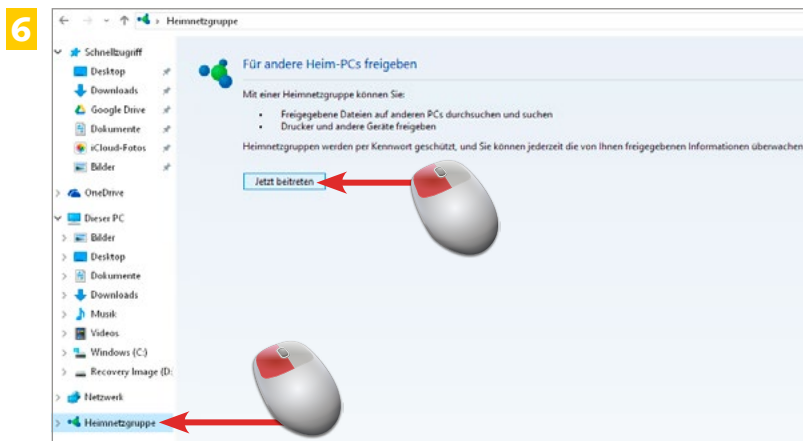 6
Heimnetzgruppe
Schnellzugriff
Desktop
Downloads
Google Drive
Dokumente
iCloud-Fotos
Bilder
OneDrive
Dieser PC
Bilder
Desktop
Dokumente
Downloads
Musik
Videos
Windows (C:)
Recovery Image (D:
Netzwerk
Heimnetzgruppe
Für andere Heim-PCs freigeben
Mit einer Heimnetzgruppe können Sie:
• Freigegebene Dateien auf anderen PCs durchsuchen und suchen
• Drucker und andere Geräte freigeben
Heimnetzgruppen werden per Kennwort geschützt, und Sie können jederzeit die von Ihnen freigegebenen Informationen überwachen
Jetzt beitreten